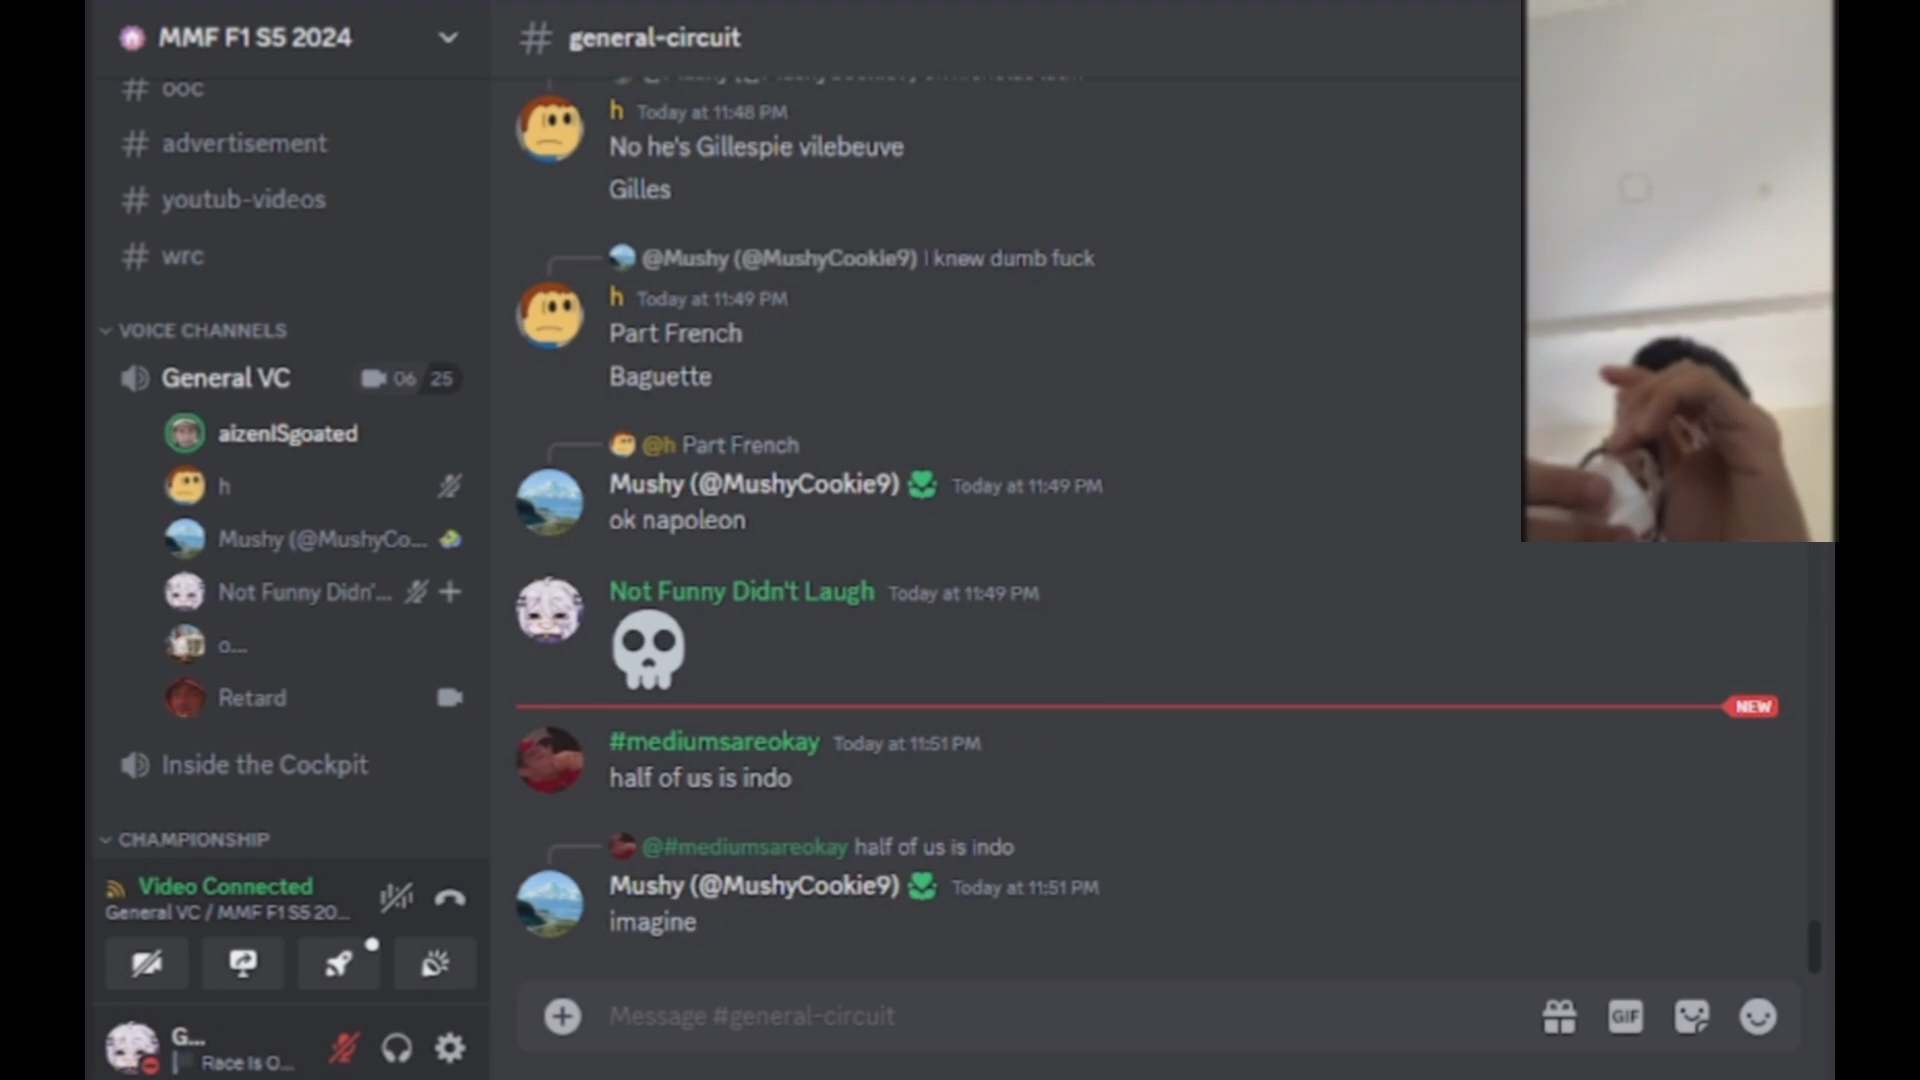 MMF F1 S5 2024
ooc
advertisement
youtub-videos
wrc
VOICE CHANNELS
General VC 06 25
aizenISgoated
h
Mushy (@MushyCo...
Not Funny Didn'...
o...
Retard
Inside the Cockpit
CHAMPIONSHIP
Video Connected
General VC / MMF F1 S5 20...
G...
Race Is O...
# general-circuit
h Today at 11:48 PM
No he's Gillespie vilebeuve
Gilles
@Mushy (@MushyCookie9) I knew dumb fuck
h Today at 11:49 PM
Part French
Baguette
@h Part French
Mushy (@MushyCookie9) Today at 11:49 PM
ok napoleon
Not Funny Didn't Laugh Today at 11:49 PM
NEW
#mediumsareokay Today at 11:51 PM
half of us is indo
@#mediumsareokay half of us is indo
Mushy (@MushyCookie9) Today at 11:51 PM
imagine
Message #general-circuit
GIF